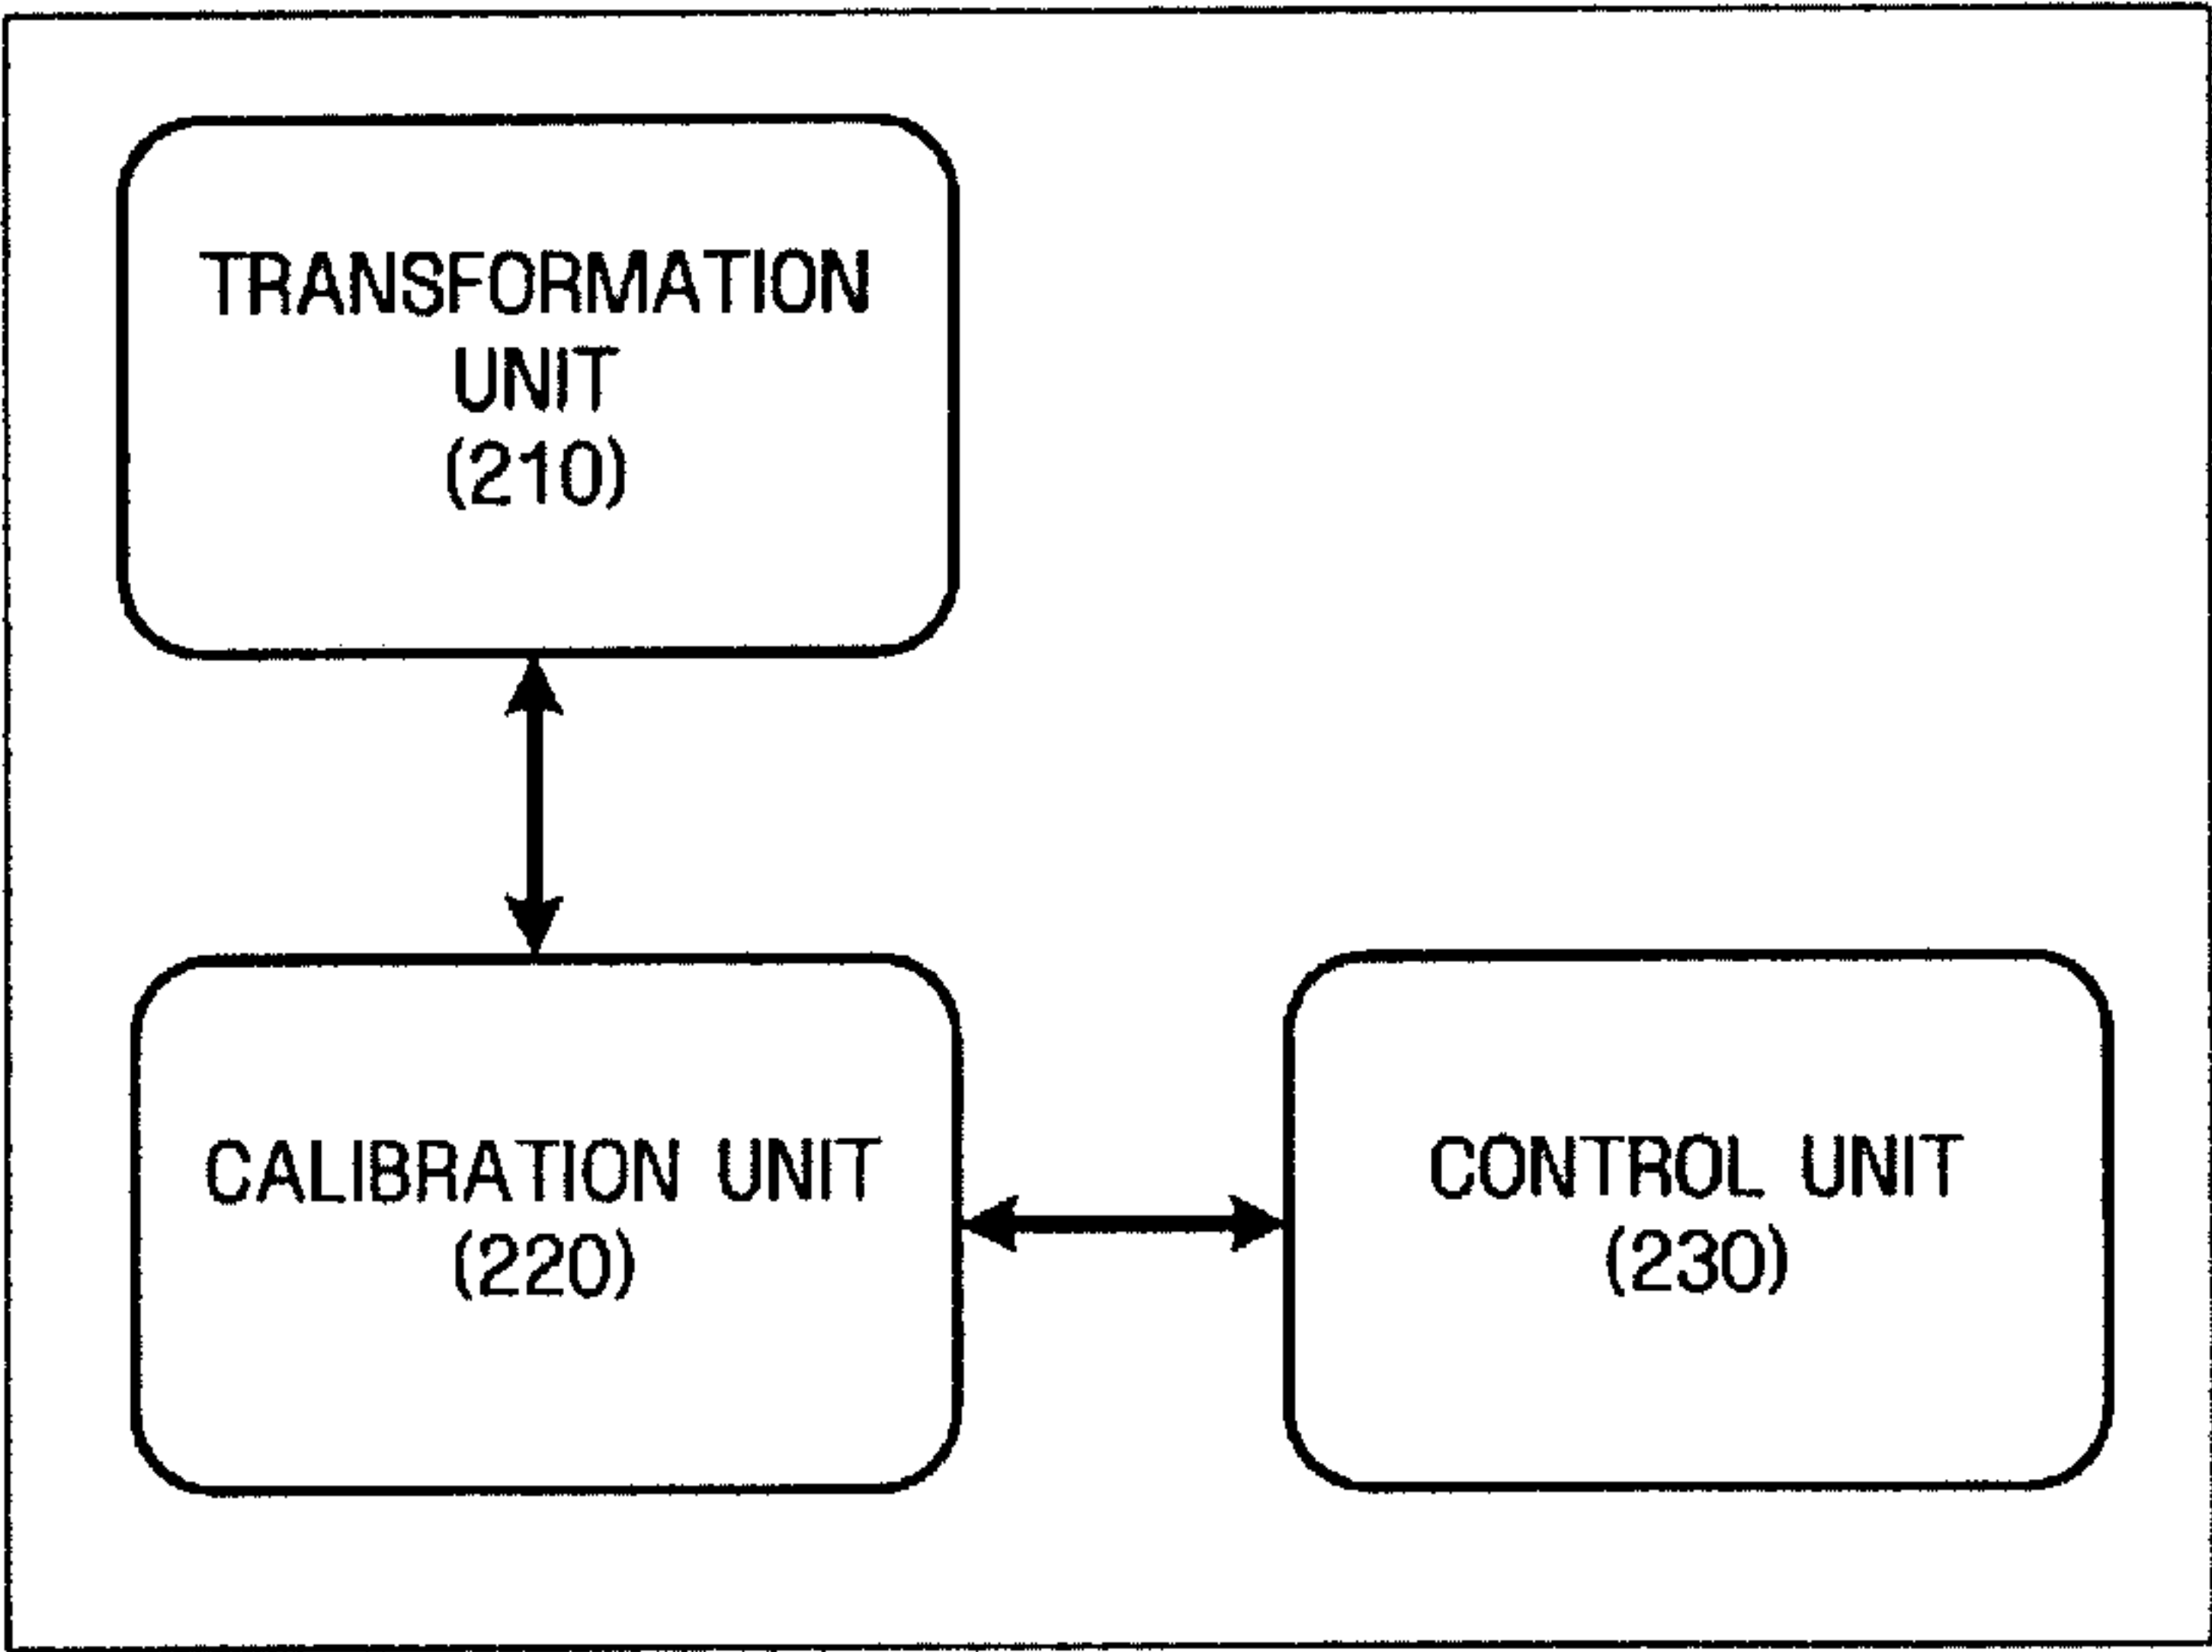 TRANSFORMATION
UNIT
(210)
CALIBRATION UNIT
(220)
CONTROL UNIT
(230)